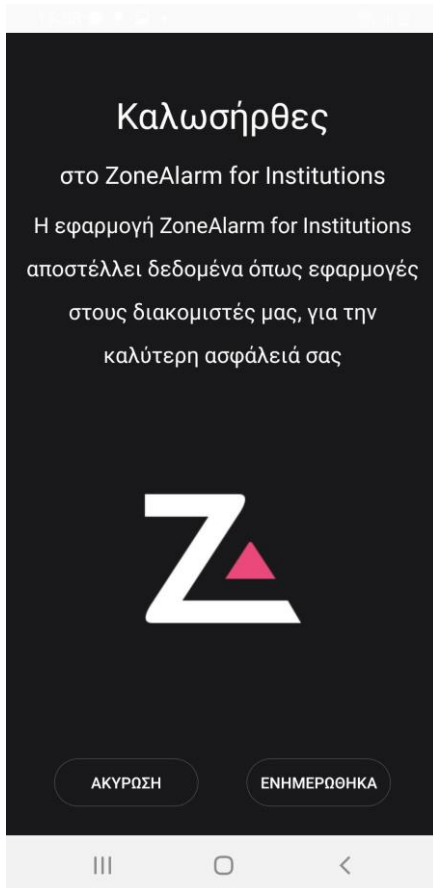 Καλωσήρθες
στο ZoneAlarm for Institutions
Η εφαρμογή ZoneAlarm for Institutions
αποστέλλει δεδομένα όπως εφαρμογές
στους διακομιστές μας, για την
καλύτερη ασφάλειά σας
ΑΚΥΡΩΣΗ
ΕΝΗΜΕΡΩΘΗΚΑ